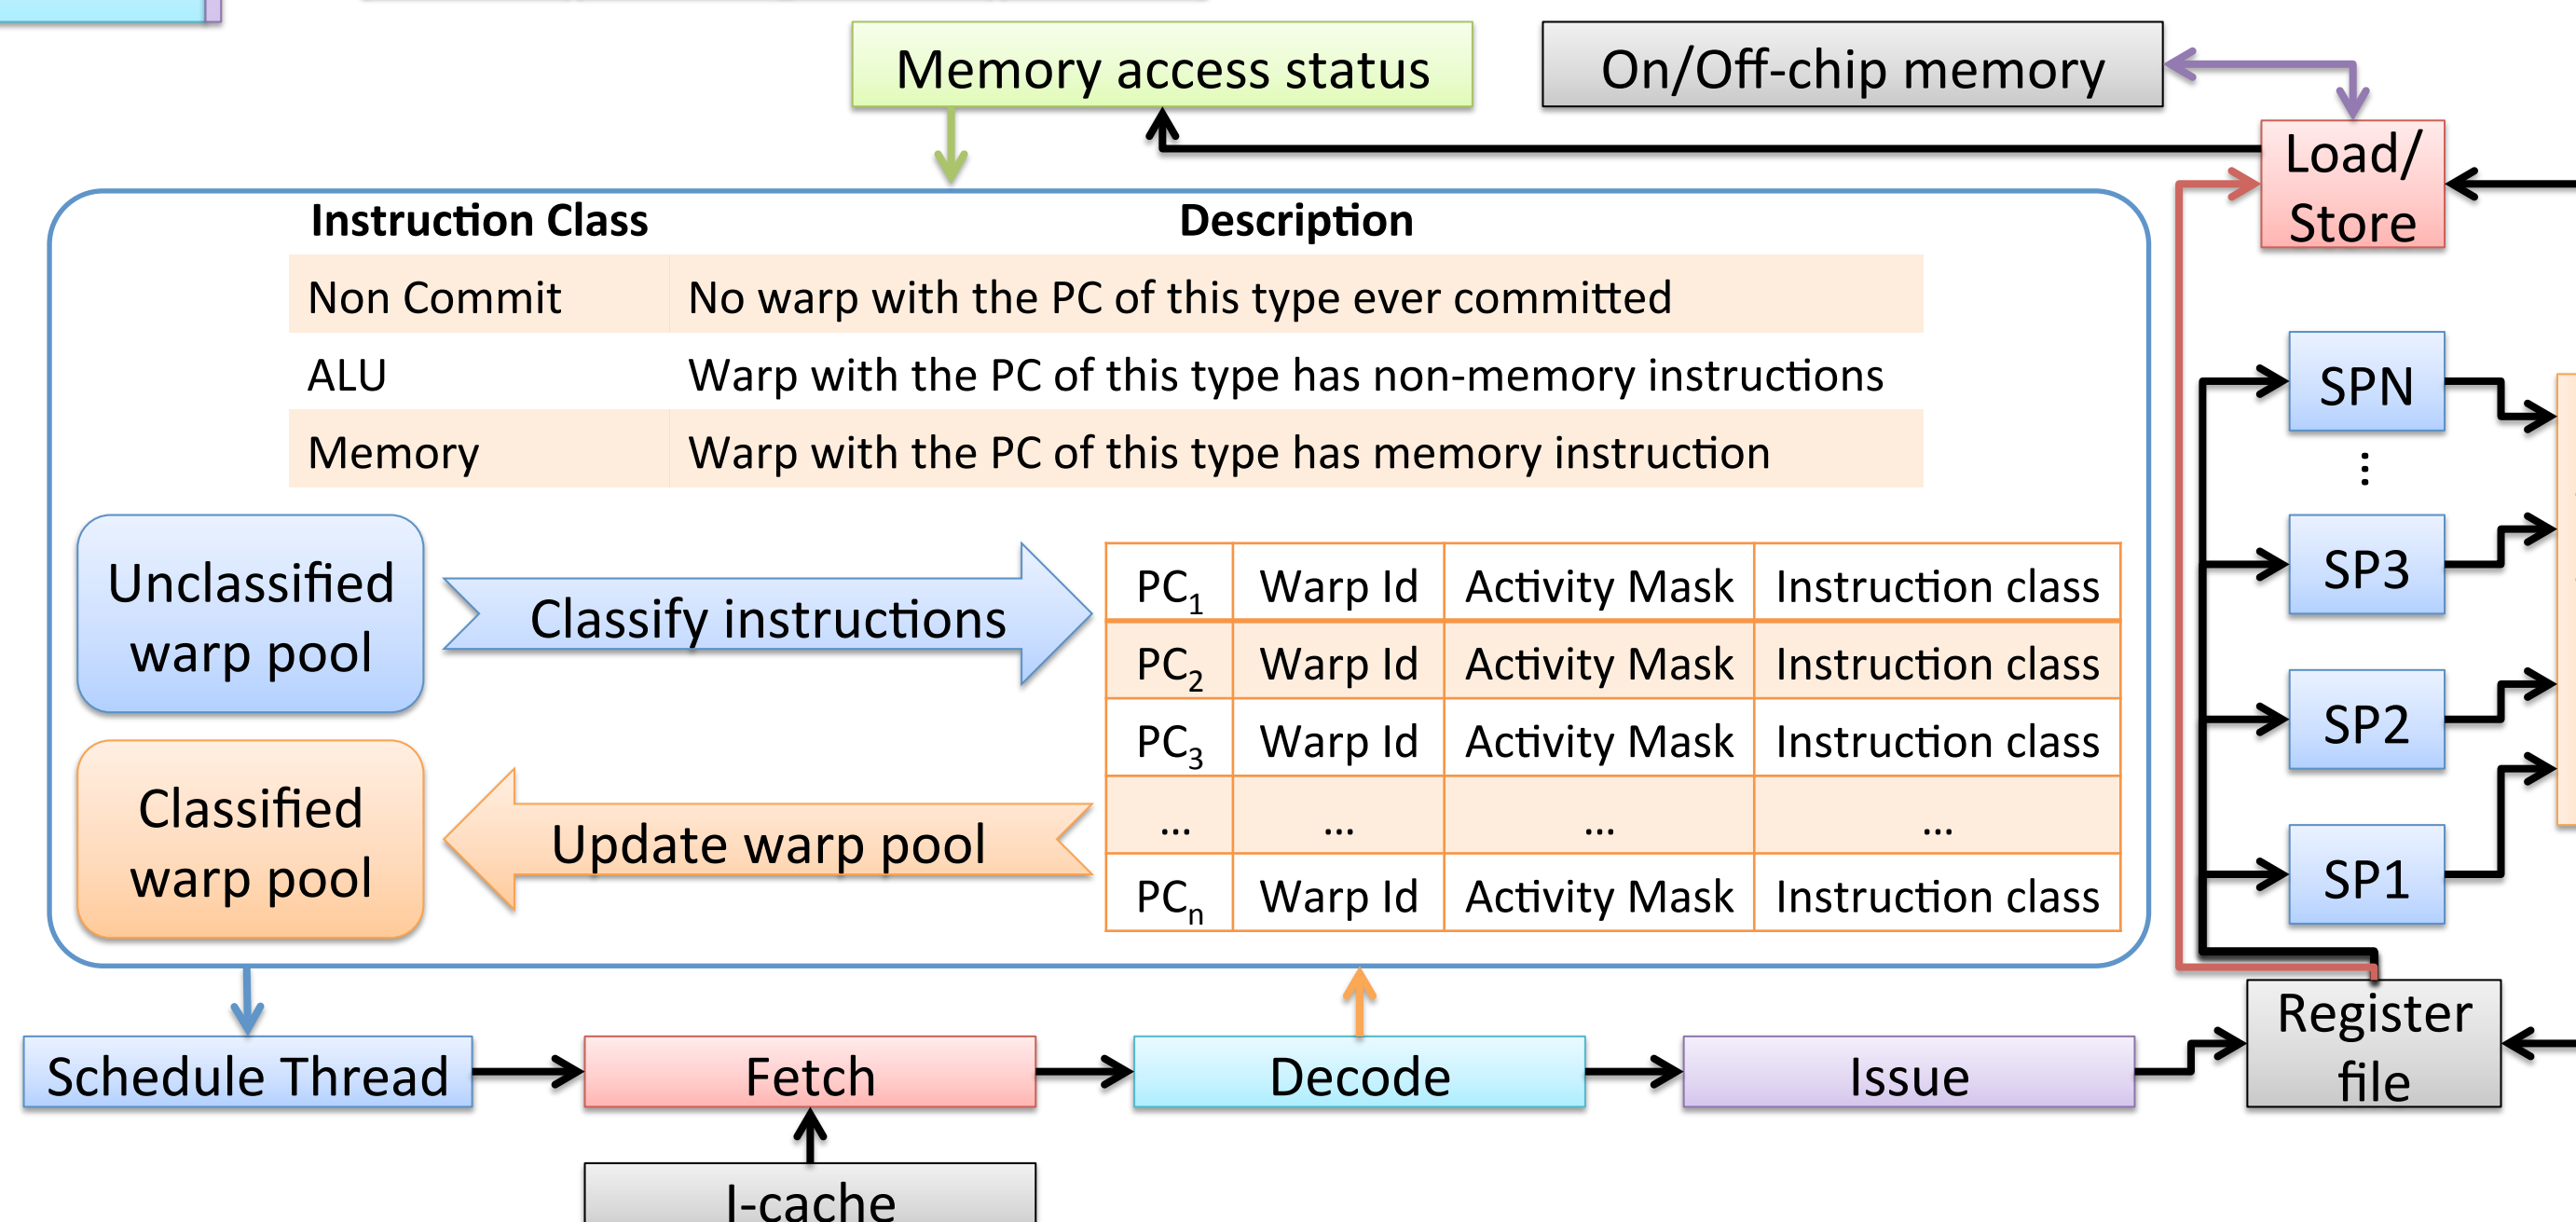 Memory access status
On/Off-chip memory
Load/
Store
Instruction Class Description
Non Commit No warp with the PC of this type ever committed
ALU Warp with the PC of this type has non-memory instructions
Memory Warp with the PC of this type has memory instruction
Unclassified
warp pool
Classify instructions
Classified
warp pool
Update warp pool
PC1 Warp Id Activity Mask Instruction class
PC2 Warp Id Activity Mask Instruction class
PC3 Warp Id Activity Mask Instruction class
... ... ... ...
PCn Warp Id Activity Mask Instruction class
SPN
⋮
SP3
SP2
SP1
Register
file
Schedule Thread
Fetch
Decode
Issue
I-cache